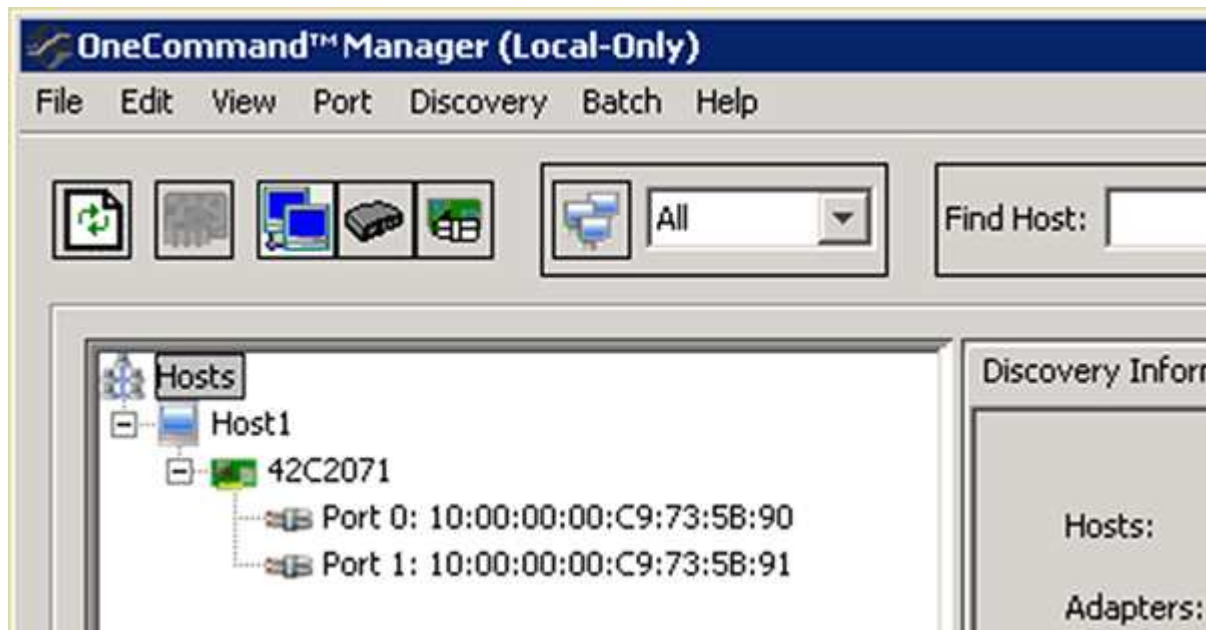 OneCommand™ Manager (Local-Only)
File Edit View Port Discovery Batch Help
All
Find Host:
Hosts
Host1
42C2071
Port 0: 10:00:00:00:C9:73:5B:90
Port 1: 10:00:00:00:C9:73:5B:91
Discovery Inform
Hosts:
Adapters: